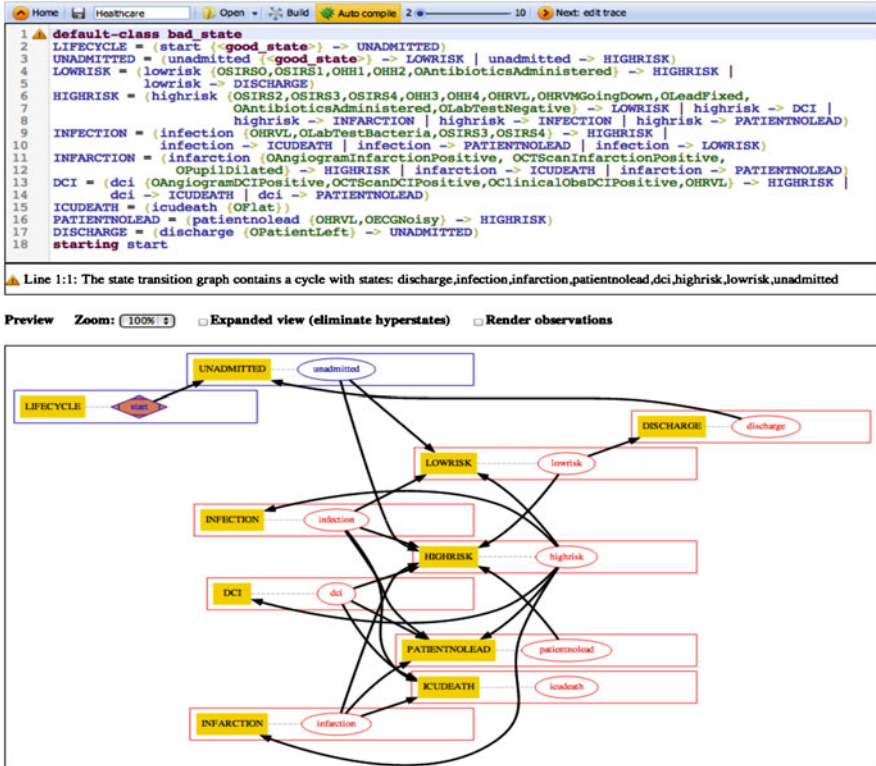 Home Healthcare Open Build Auto compile 2 10 Next: edit trace
1 default-class bad_state
2 LIFECYCLE = (start {<good_state>} -> UNADMITTED)
3 UNADMITTED = (unadmitted {<good_state>} -> LOWRISK | unadmitted -> HIGHRISK)
4 LOWRISK = (lowrisk {OSIRS0,OSIRS1,OHH1,OHH2,OAntibioticsAdministered} -> HIGHRISK |
5 lowrisk -> DISCHARGE)
6 HIGHRISK = (highrisk {OSIRS2,OSIRS3,OSIRS4,OHH3,OHH4,OHRVL,OHRVMGoingDown,OLeadFixed,
7 OAntibioticsAdministered,OLabTestNegative} -> LOWRISK | highrisk -> DCI |
8 highrisk -> INFARCTION | highrisk -> INFECTION | highrisk -> PATIENTNOLEAD)
9 INFECTION = (infection {OHRVL,OLabTestBacteria,OSIRS3,OSIRS4} -> HIGHRISK |
10 infection -> ICUDEATH | infection -> PATIENTNOLEAD | infection -> LOWRISK)
11 INFARCTION = (infarction {OAngiogramInfarctionPositive, OCTScanInfarctionPositive,
12 OPupilDilated} -> HIGHRISK | infarction -> ICUDEATH | infarction -> PATIENTNOLEAD)
13 DCI = (dci {OAngiogramDCIPositive,OCTScanDCIPositive,OClinicalObsDCIPositive,OHRVL} -> HIGHRISK |
14 dci -> ICUDEATH | dci -> PATIENTNOLEAD)
15 ICUDEATH = (icudeath {OFlat})
16 PATIENTNOLEAD = (patientnolead {OHRVL,OECGNoisy} -> HIGHRISK)
17 DISCHARGE = (discharge {OPatientLeft} -> UNADMITTED)
18 starting start
Line 1:1: The state transition graph contains a cycle with states: discharge,infection,infarction,patientnolead,dci,highrisk,lowrisk,unadmitted
Preview Zoom: 100% Expanded view (eliminate hyperstates) Render observations
UNADMITTED unadmitted
LIFECYCLE start
DISCHARGE discharge
LOWRISK lowrisk
INFECTION infection
HIGHRISK highrisk
DCI dci
PATIENTNOLEAD patientnolead
ICUDEATH icudeath
INFARCTION infarction